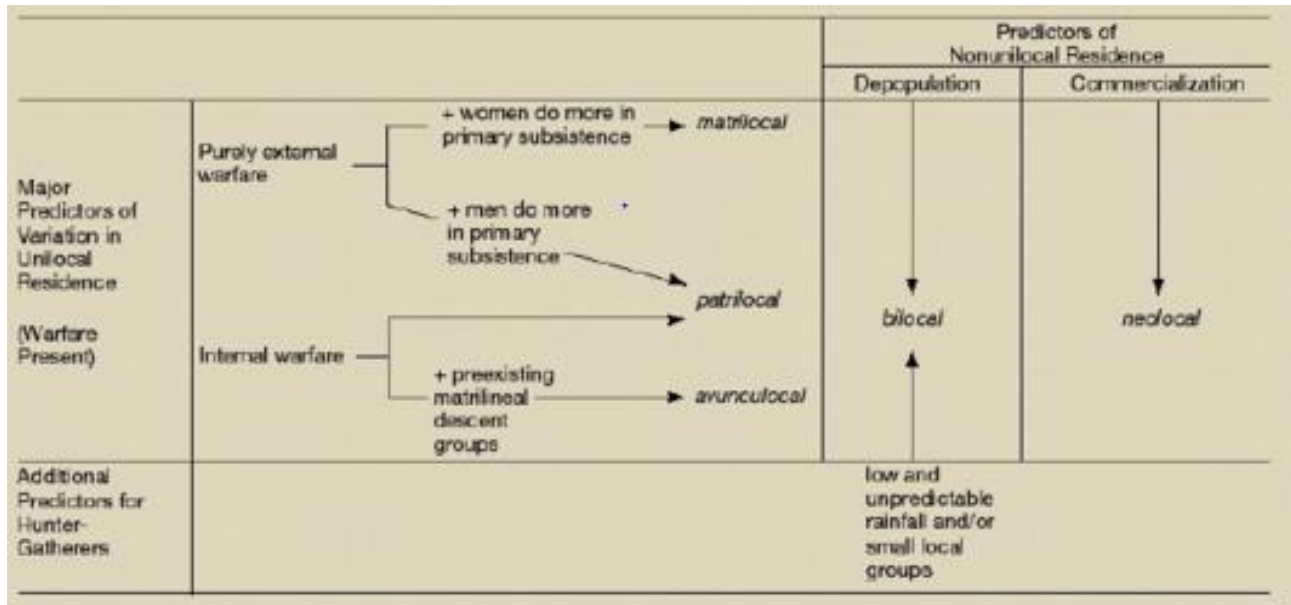 Predictors of
Nonunilocal Residence
Depopulation
Commercialization
Major
Predictors of
Variation in
Unilocal
Residence
(Warfare
Present)
Purely external
warfare
+ women do more in
primary subsistence
matrilocal
+ men do more
in primary
subsistence
patrilocal
Internal warfare
+ preexisting
matrilineal
descent
groups
avunculocal
bilocal
neolocal
Additional
Predictors for
Hunter-
Gatherers
low and
unpredictable
rainfall and/or
small local
groups